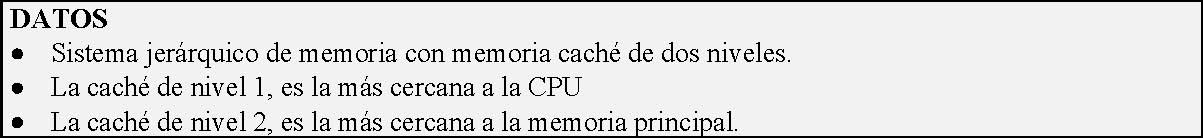 DATOS
● Sistema jerárquico de memoria con memoria caché de dos niveles.
● La caché de nivel 1, es la más cercana a la CPU
● La caché de nivel 2, es la más cercana a la memoria principal.